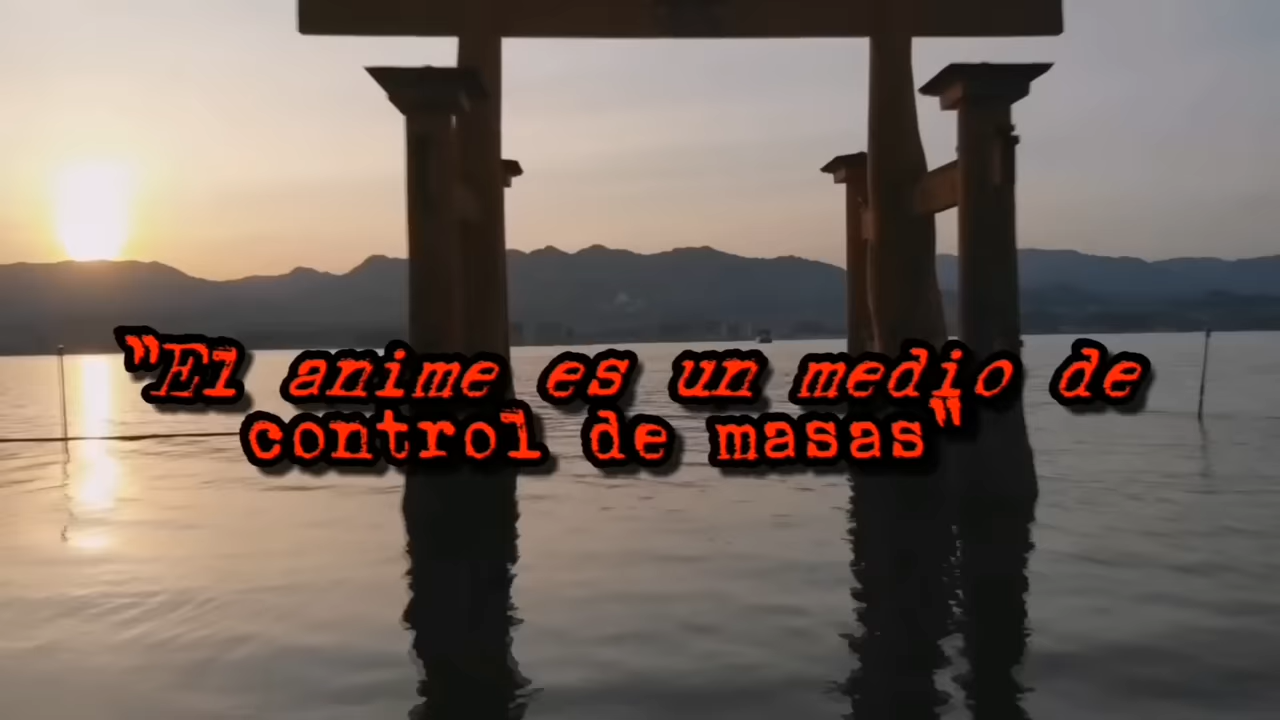 "El anime es un medio de
control de masas"